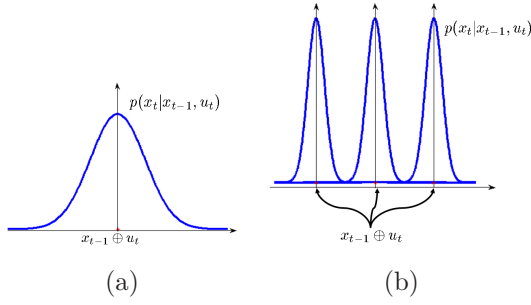 p(x_t|x_{t-1}, u_t)
x_{t-1} ⊕ u_t
(a)
p(x_t|x_{t-1}, u_t)
x_{t-1} ⊕ u_t
(b)